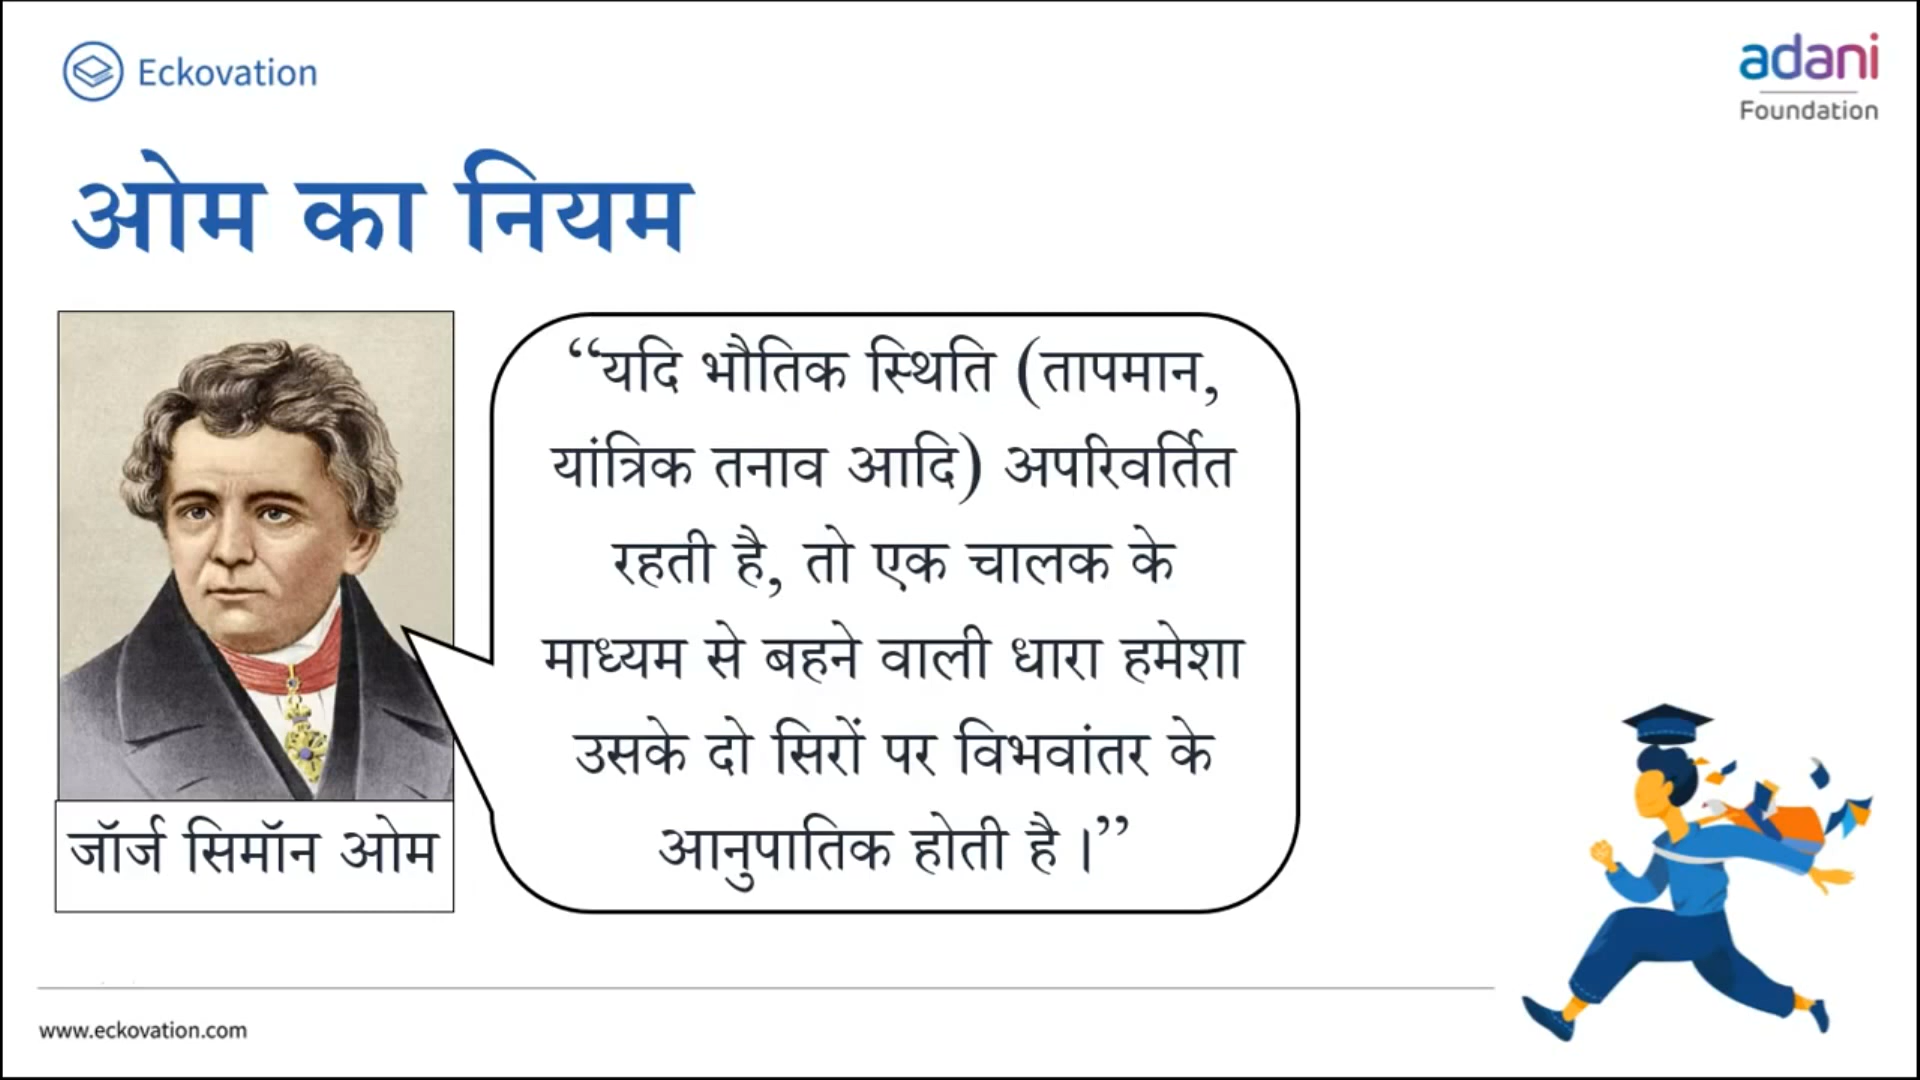 Eckovation
adani
Foundation
ओम का नियम
“यदि भौतिक स्थिति (तापमान,
यांत्रिक तनाव आदि) अपरिवर्तित
रहती है, तो एक चालक के
माध्यम से बहने वाली धारा हमेशा
उसके दो सिरों पर विभवांतर के
आनुपातिक होती है।”
जॉर्ज सिमॉन ओम
www.eckovation.com